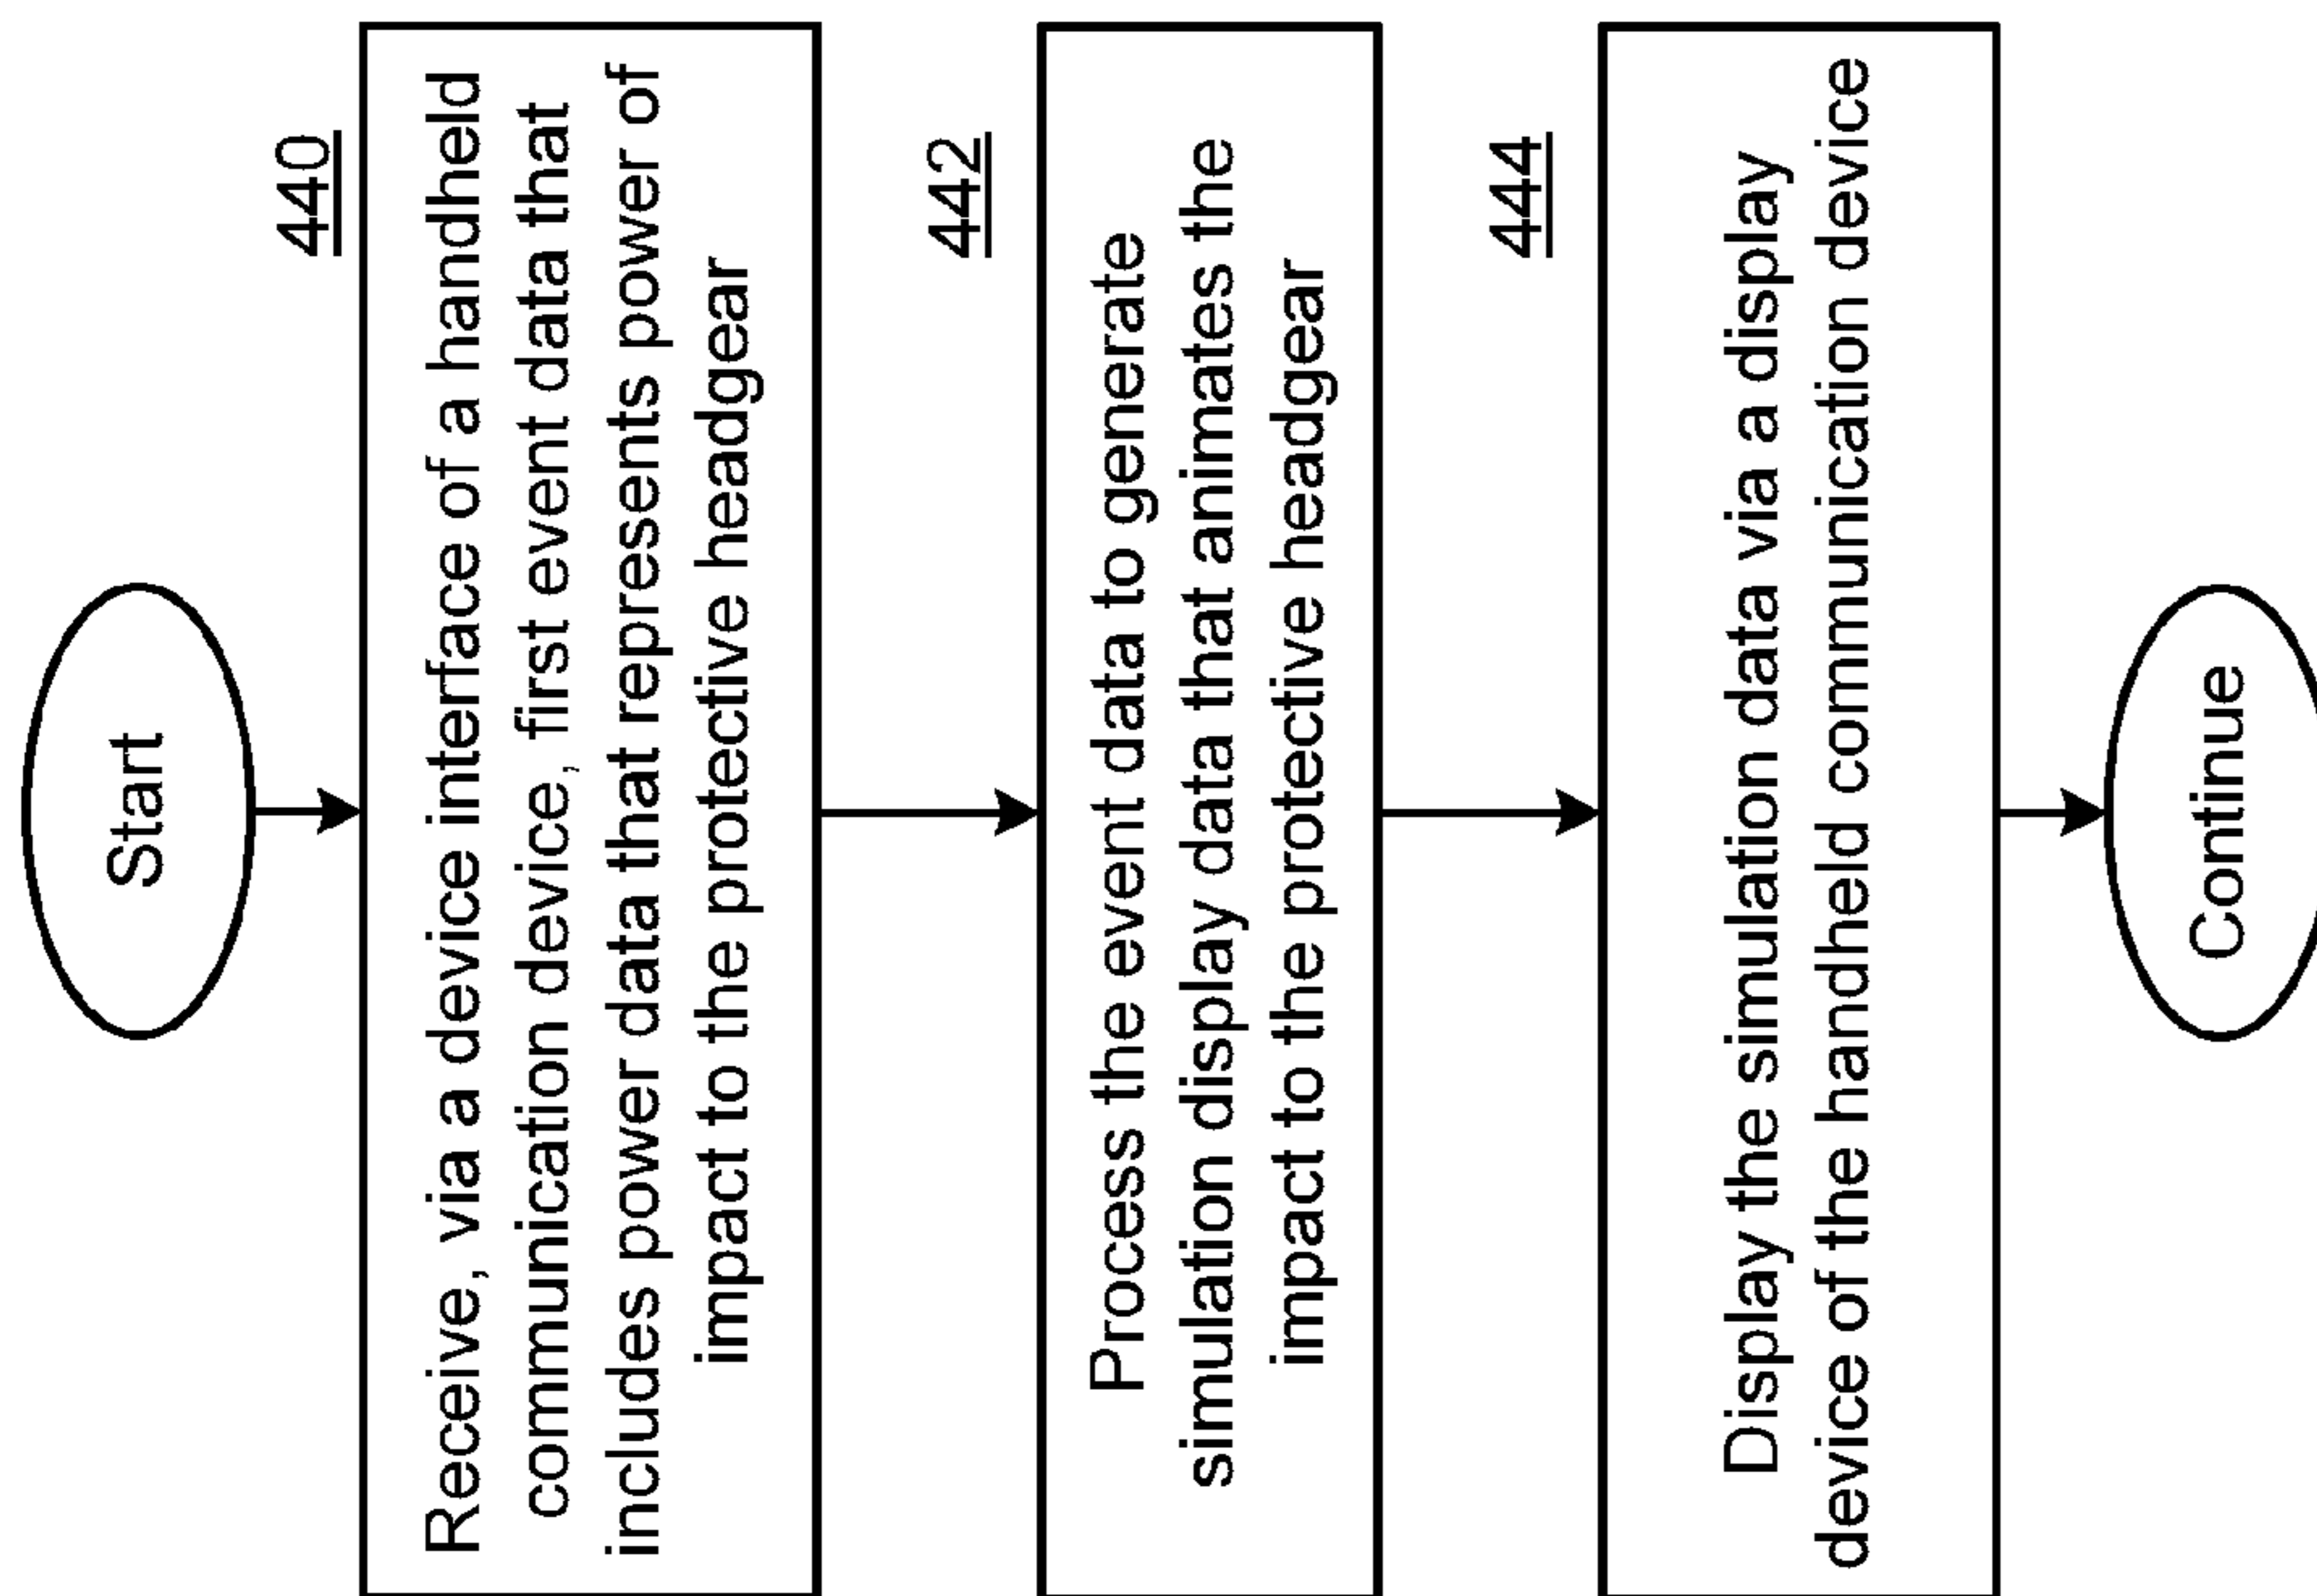 Start
440
Receive, via a device interface of a handheld
communication device, first event data that
includes power data that represents power of
impact to the protective headgear
442
Process the event data to generate
simulation display data that animates the
impact to the protective headgear
444
Display the simulation data via a display
device of the handheld communication device
Continue